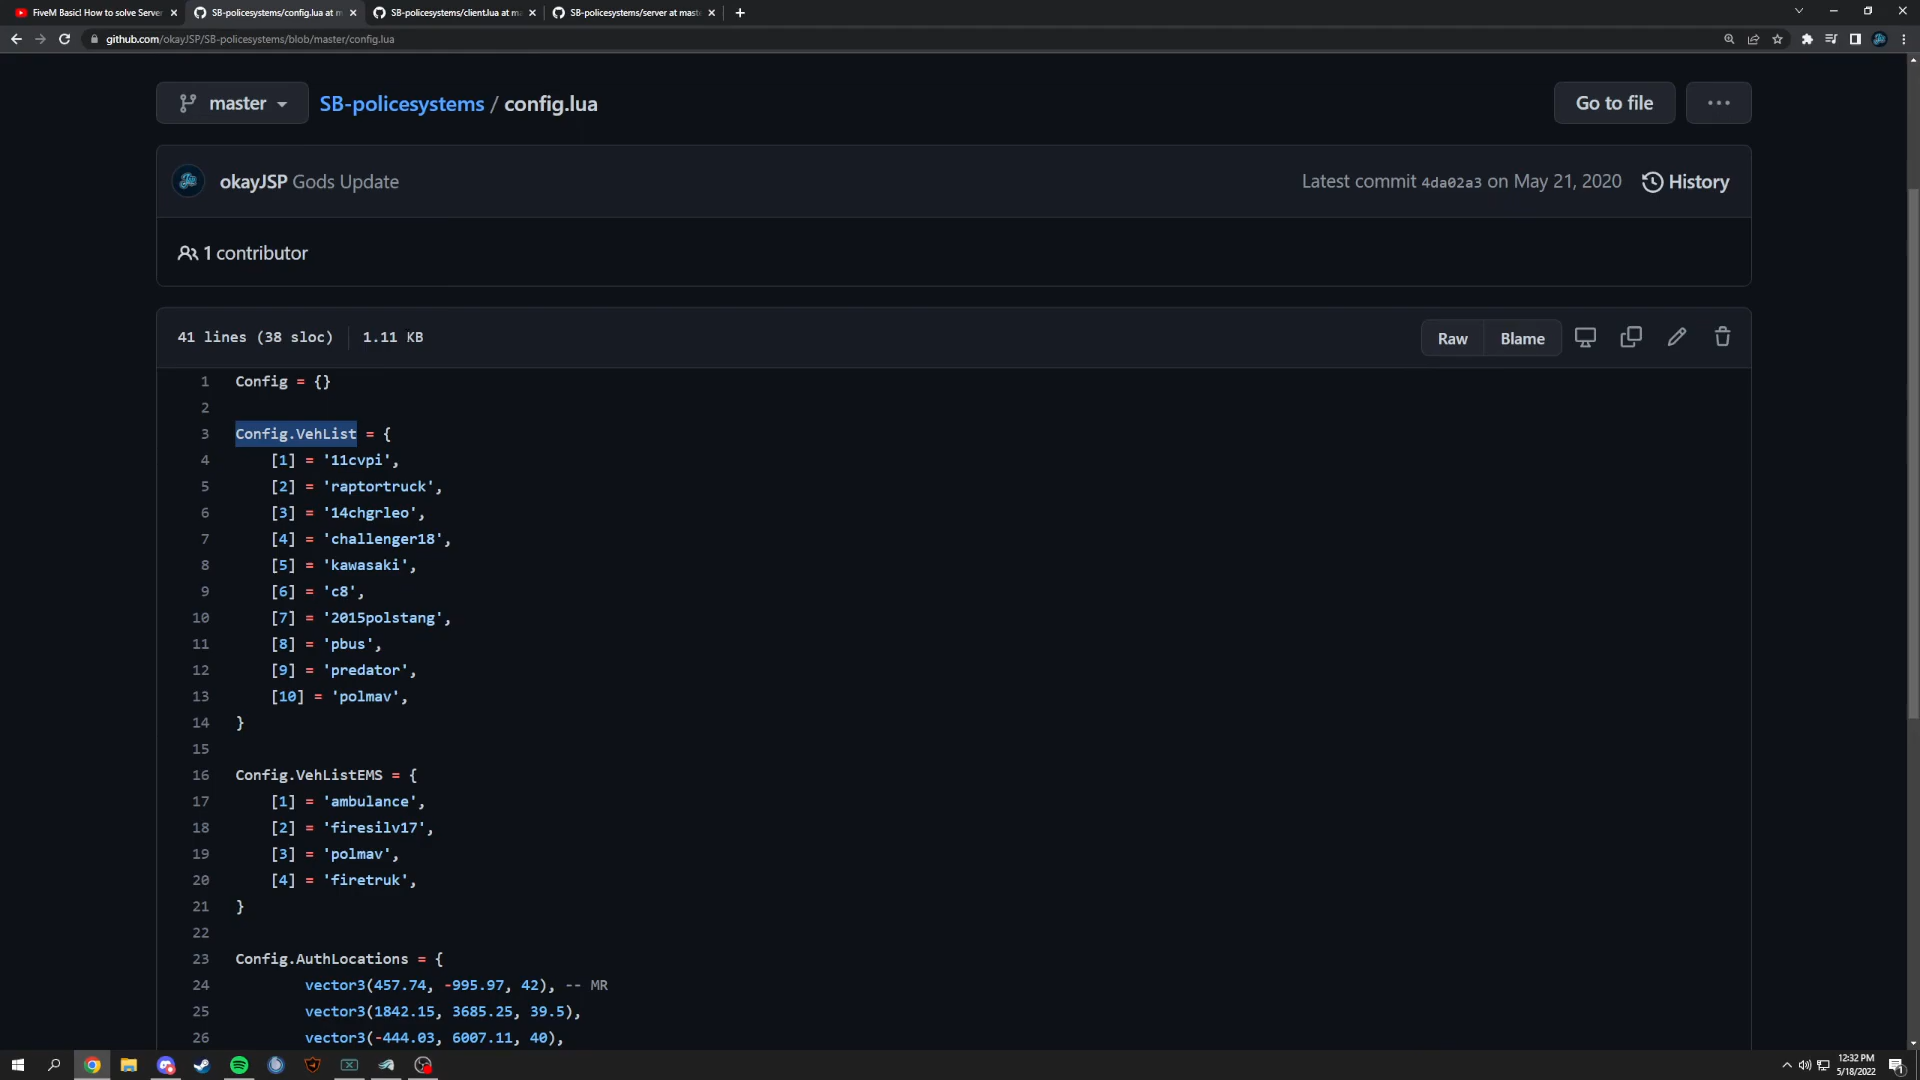 FiveM Basic! How to solve Server
SB-policesystems/config.lua at m
SB-policesystems/client.lua at m
SB-policesystems/server at mast
github.com/okayJSP/SB-policesystems/blob/master/config.lua
master
SB-policesystems / config.lua
Go to file
okayJSP Gods Update
Latest commit 4da02a3 on May 21, 2020
History
1 contributor
41 lines (38 sloc)
1.11 KB
Raw
Blame
1 Config = {}
2
3 Config.VehList = {
4 [1] = '11cvpi',
5 [2] = 'raptortruck',
6 [3] = '14chgrleo',
7 [4] = 'challenger18',
8 [5] = 'kawasaki',
9 [6] = 'c8',
10 [7] = '2015polstang',
11 [8] = 'pbus',
12 [9] = 'predator',
13 [10] = 'polmav',
14 }
15
16 Config.VehListEMS = {
17 [1] = 'ambulance',
18 [2] = 'firesilv17',
19 [3] = 'polmav',
20 [4] = 'firetruk',
21 }
22
23 Config.AuthLocations = {
24 vector3(457.74, -995.97, 42), -- MR
25 vector3(1842.15, 3685.25, 39.5),
26 vector3(-444.03, 6007.11, 40),
12:32 PM
5/18/2022